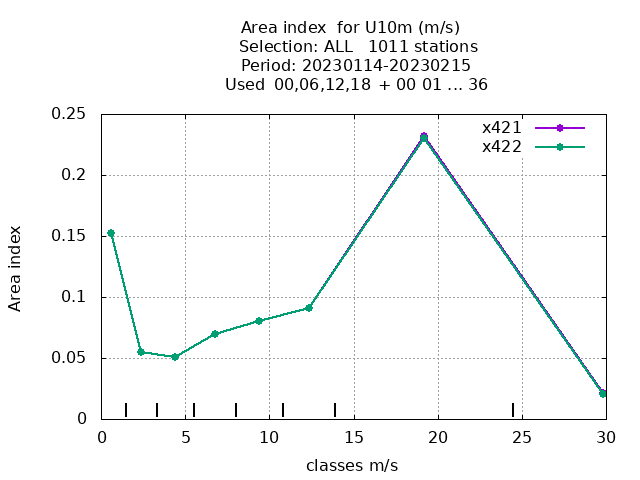 Area index  for U10m (m/s)
Selection: ALL   1011 stations
Period: 20230114-20230215
Used  00,06,12,18  + 00 01 ... 36
x421
x422
0.25
0.2
0.15
0.1
0.05
0
Area index
0 5 10 15 20 25 30
classes m/s